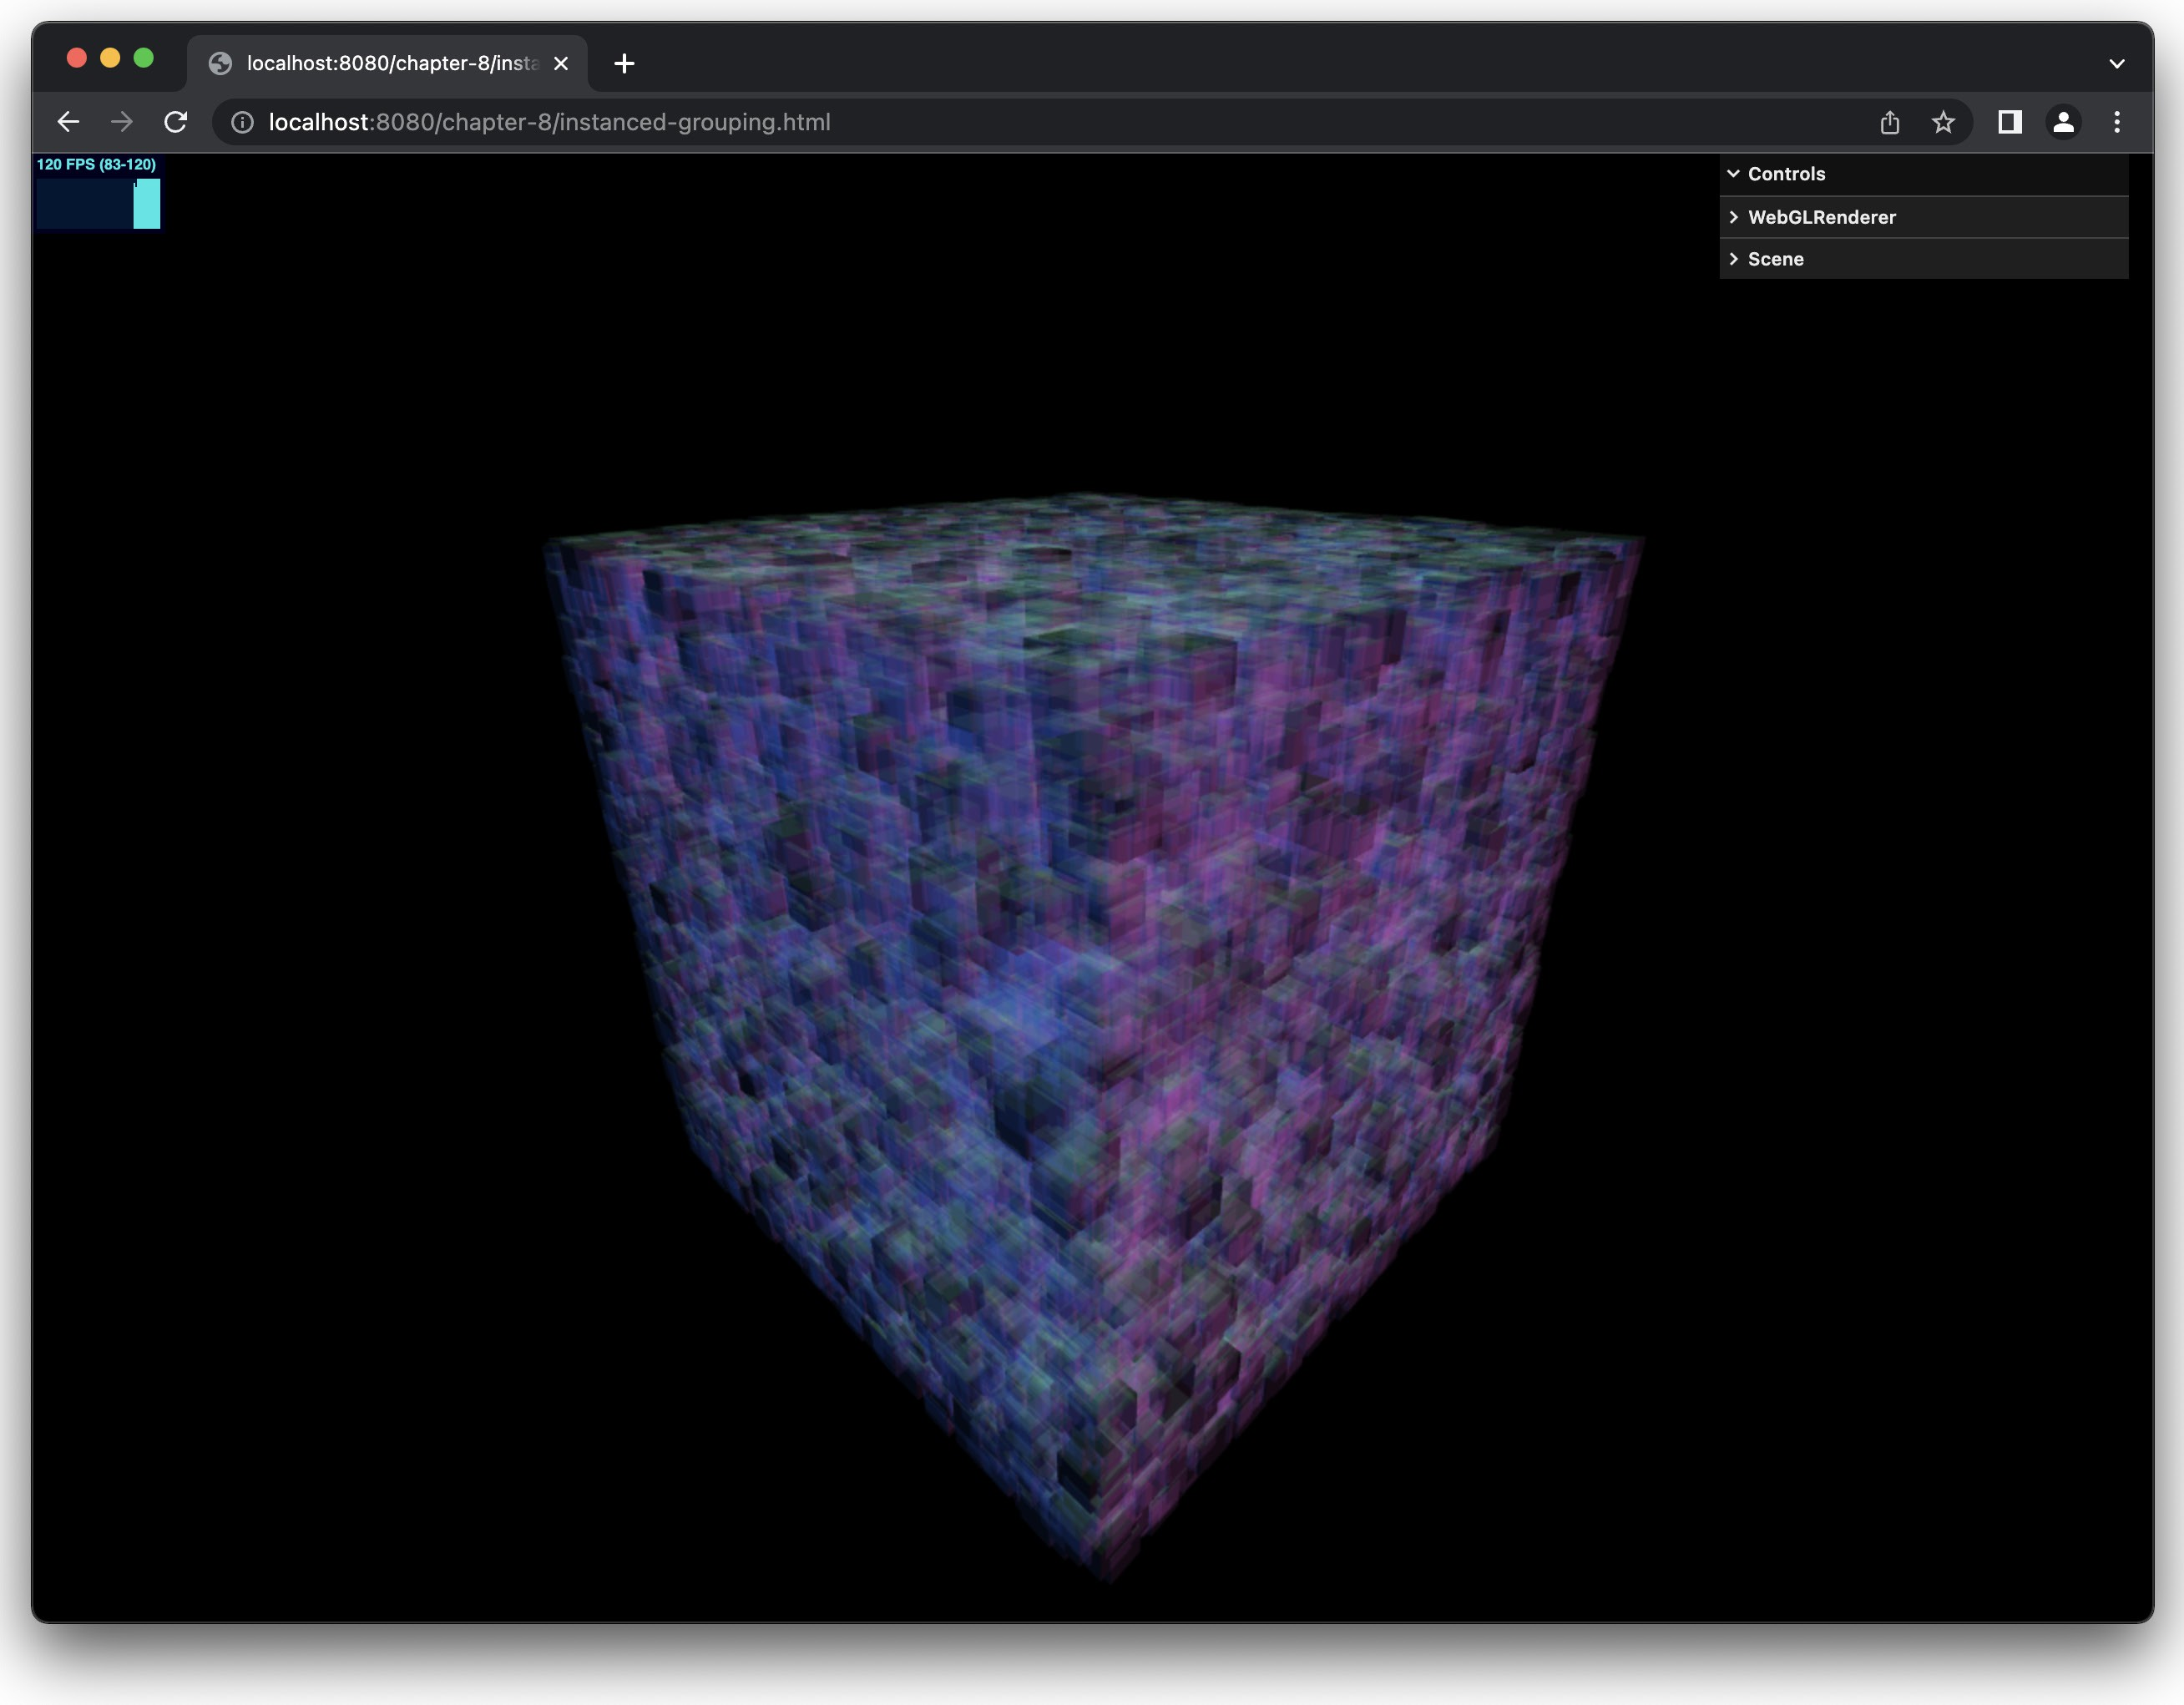 localhost:8080/chapter-8/insta
localhost:8080/chapter-8/instanced-grouping.html
120 FPS (83-120)
Controls
WebGLRenderer
Scene